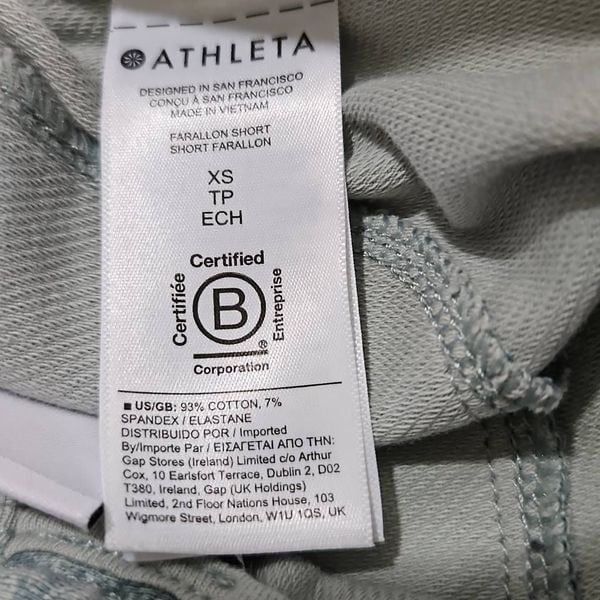 ATHLETA
DESIGNED IN SAN FRANCISCO
CONÇU À SAN FRANCISCO
MADE IN VIETNAM
FARALLON SHORT
SHORT FARALLON
XS
TP
ECH
Certified
Certifiée
B
Entreprise
®
Corporation
■ US/GB: 93% COTTON, 7%
SPANDEX / ELASTANE
DISTRIBUIDO POR / Imported
By/Importe Par / ΕΙΣΑΓΕΤΑΙ ΑΠΟ ΤΗΝ:
Gap Stores (Ireland) Limited c/o Arthur
Cox, 10 Earlsfort Terrace, Dublin 2, D02
T380, Ireland, Gap (UK Holdings)
Limited, 2nd Floor Nations House, 103
Wigmore Street, London, W1U 1QS, UK